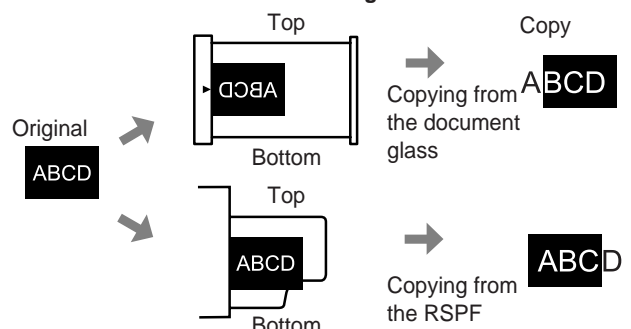 Top
Copy
ABCD
ABCD
Copying from
the document
glass
Original
ABCD
Bottom
Top
ABCD
ABCD
Copying from
the RSPF
Bottom